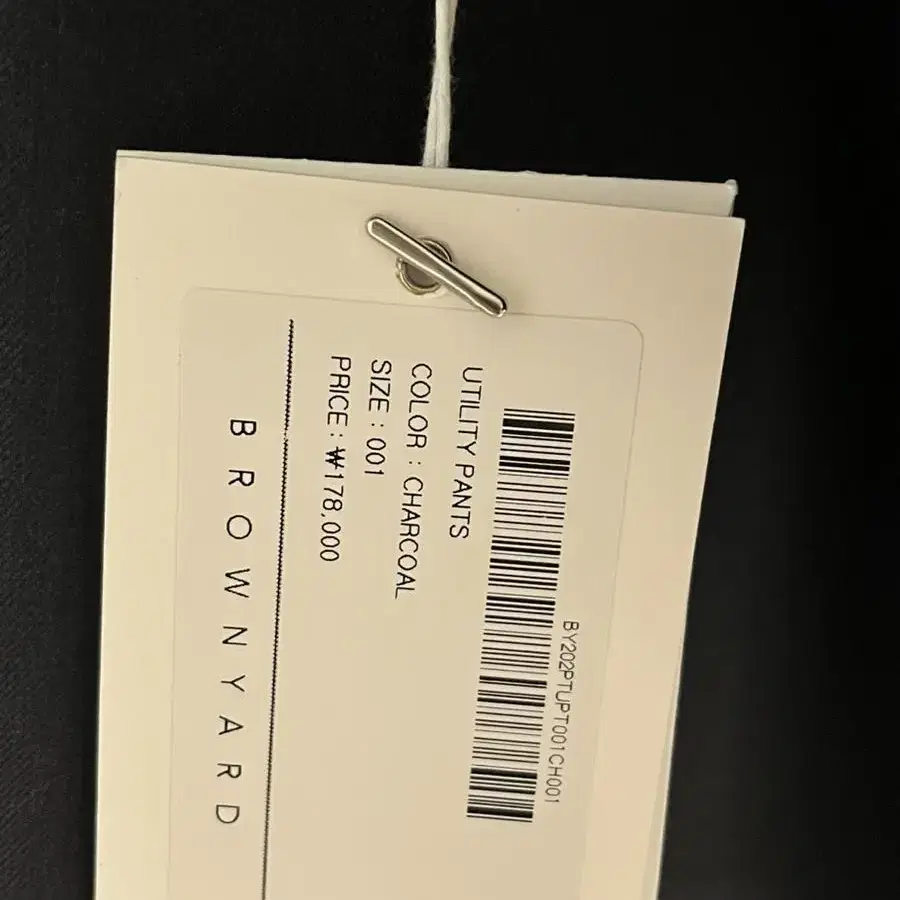 BY202PTUPT001CH001
UTILITY PANTS
COLOR : CHARCOAL
SIZE : 001
PRICE : ₩178,000
BROWNYARD